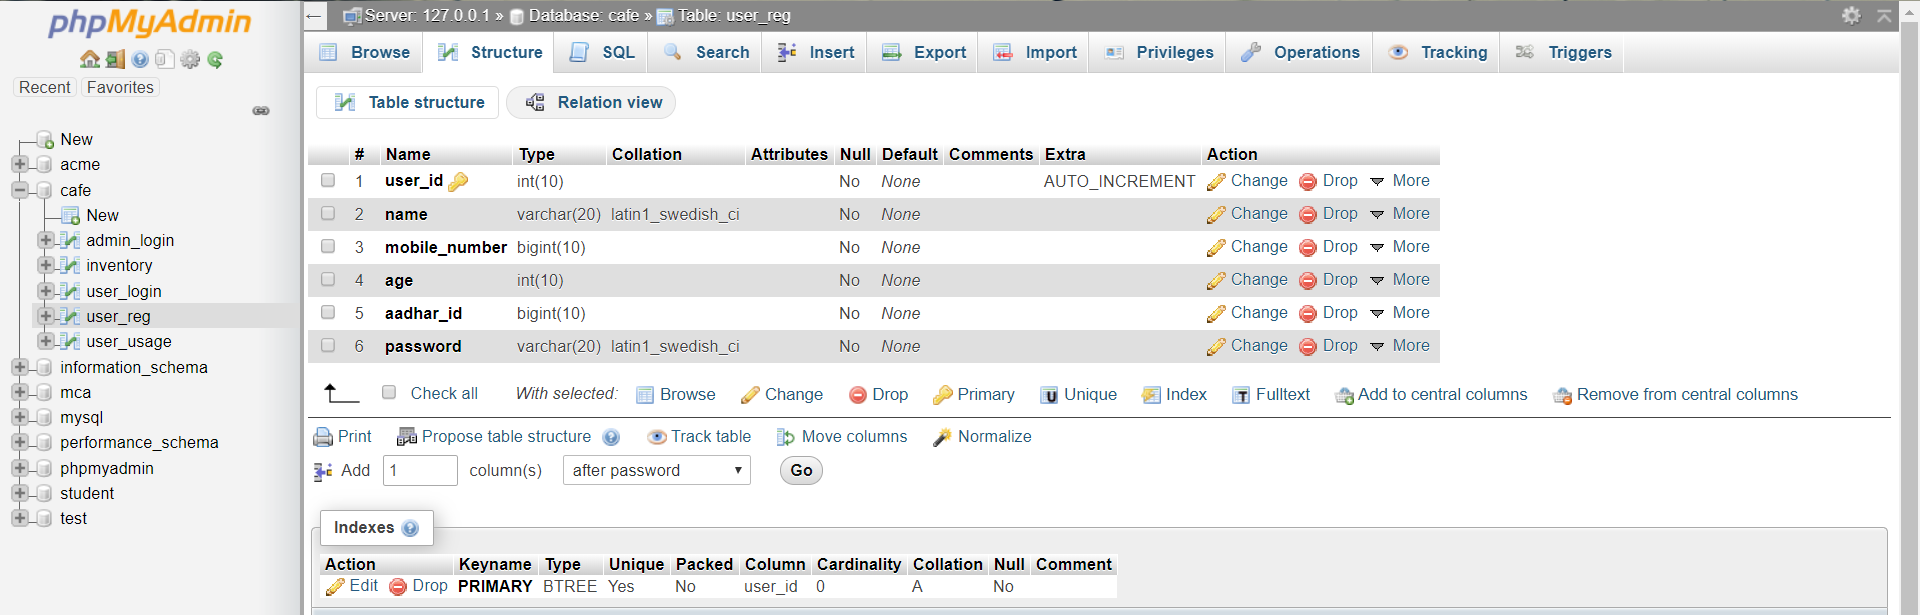 phpMyAdmin
Recent Favorites
New
acme
cafe
New
admin_login
inventory
user_login
user_reg
user_usage
information_schema
mca
mysql
performance_schema
phpmyadmin
student
test
← Server: 127.0.0.1 » Database: cafe » Table: user_reg
Browse Structure SQL Search Insert Export Import Privileges Operations Tracking Triggers
Table structure Relation view
# Name Type Collation Attributes Null Default Comments Extra Action
1 user_id int(10) No None AUTO_INCREMENT Change Drop More
2 name varchar(20) latin1_swedish_ci No None Change Drop More
3 mobile_number bigint(10) No None Change Drop More
4 age int(10) No None Change Drop More
5 aadhar_id bigint(10) No None Change Drop More
6 password varchar(20) latin1_swedish_ci No None Change Drop More
Check all With selected: Browse Change Drop Primary Unique Index Fulltext Add to central columns Remove from central columns
Print Propose table structure Track table Move columns Normalize
Add 1 column(s) after password Go
Indexes
Action Keyname Type Unique Packed Column Cardinality Collation Null Comment
Edit Drop PRIMARY BTREE Yes No user_id 0 A No